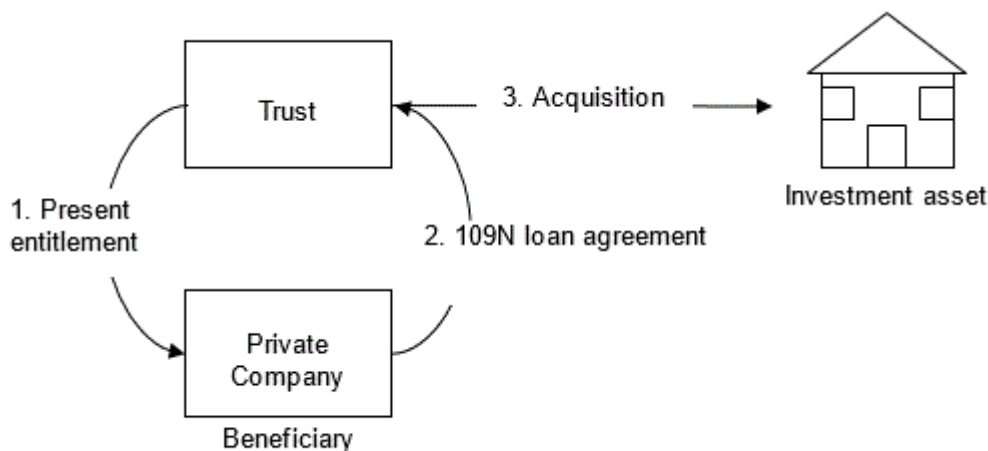 Trust
3. Acquisition
Investment asset
1. Present
entitlement
2. 109N loan agreement
Private
Company
Beneficiary